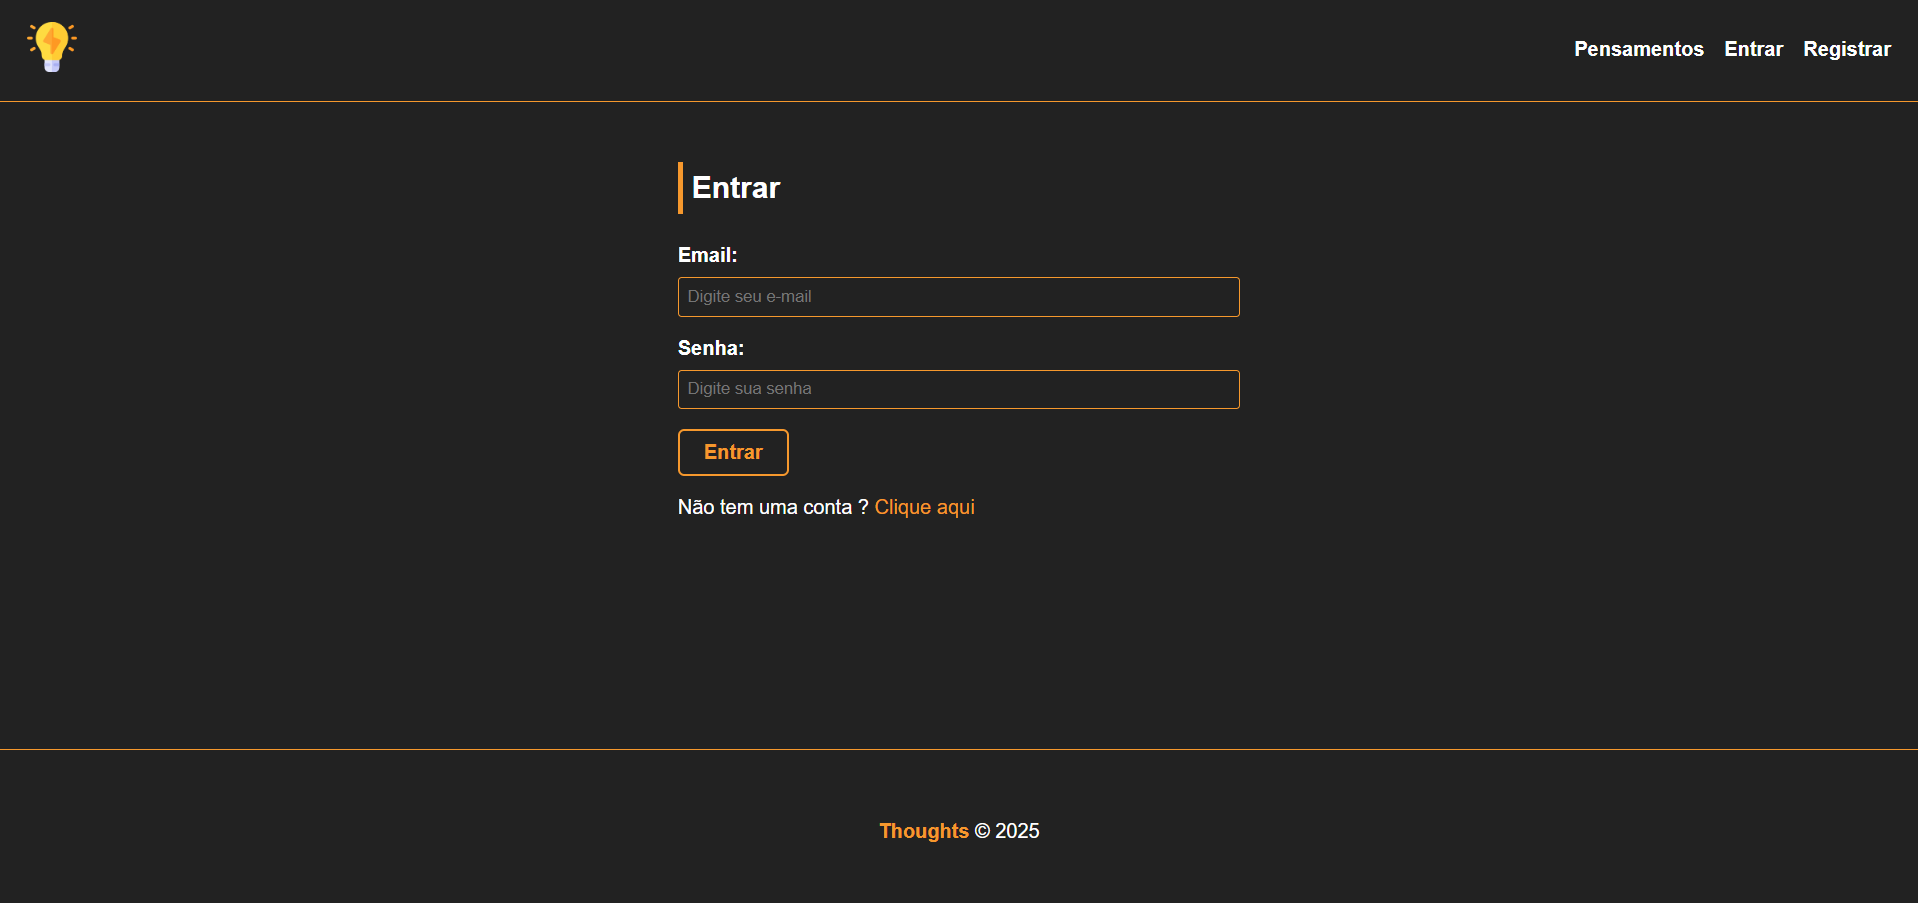 Pensamentos Entrar Registrar
Entrar
Email:
Digite seu e-mail
Senha:
Digite sua senha
Entrar
Não tem uma conta ? Clique aqui
Thoughts © 2025